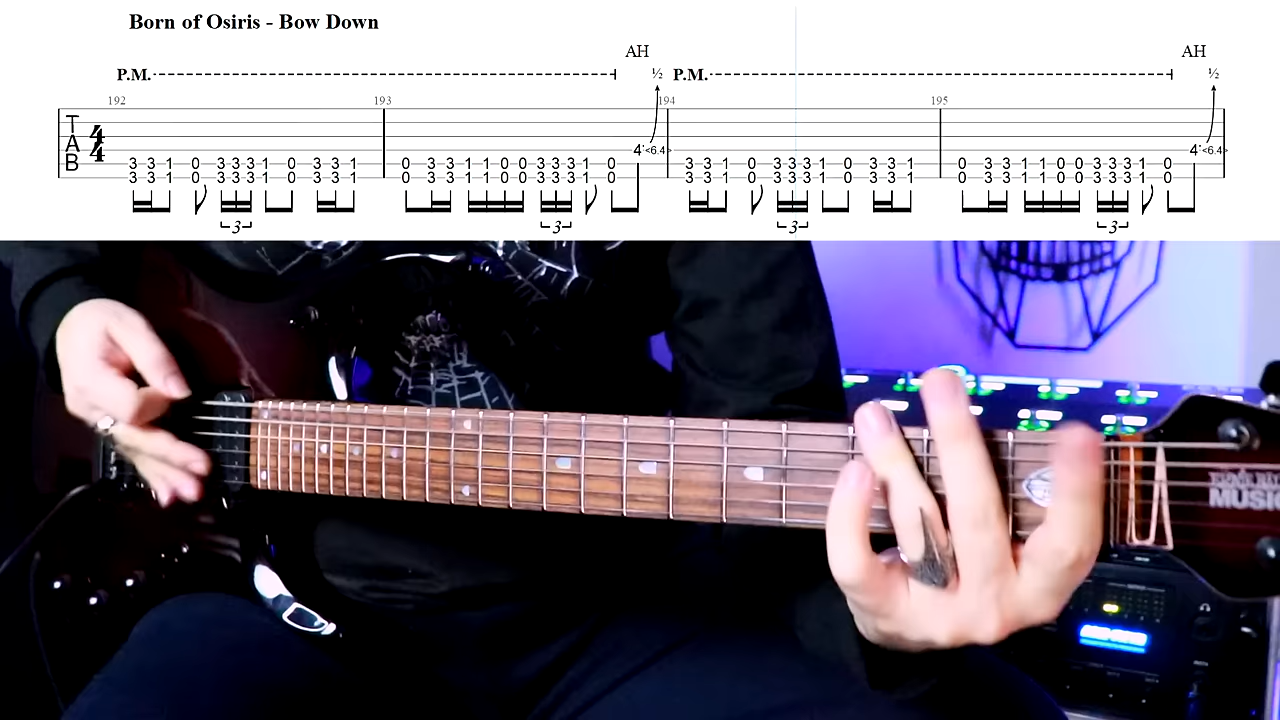 Born of Osiris - Bow Down
AH AH
P.M. ½ P.M. ½
192 193 194 195
T
A 4 <6.4> 4 <6.4>
B 3 3 1 0 3 3 3 1 0 3 3 1 0 3 3 1 0 0 0 3 3 3 1 0 3 3 1 0 3 3 3 1 0 3 3 1 0 3 3 1 0 0 0 3 3 3 1 0
3 3 1 0 3 3 3 1 0 3 3 1 0 3 3 1 0 0 0 3 3 3 1 0 3 3 1 0 3 3 3 1 0 3 3 1 0 3 3 1 0 0 0 3 3 3 1 0
4
4
3 3 3 3
MUSIC